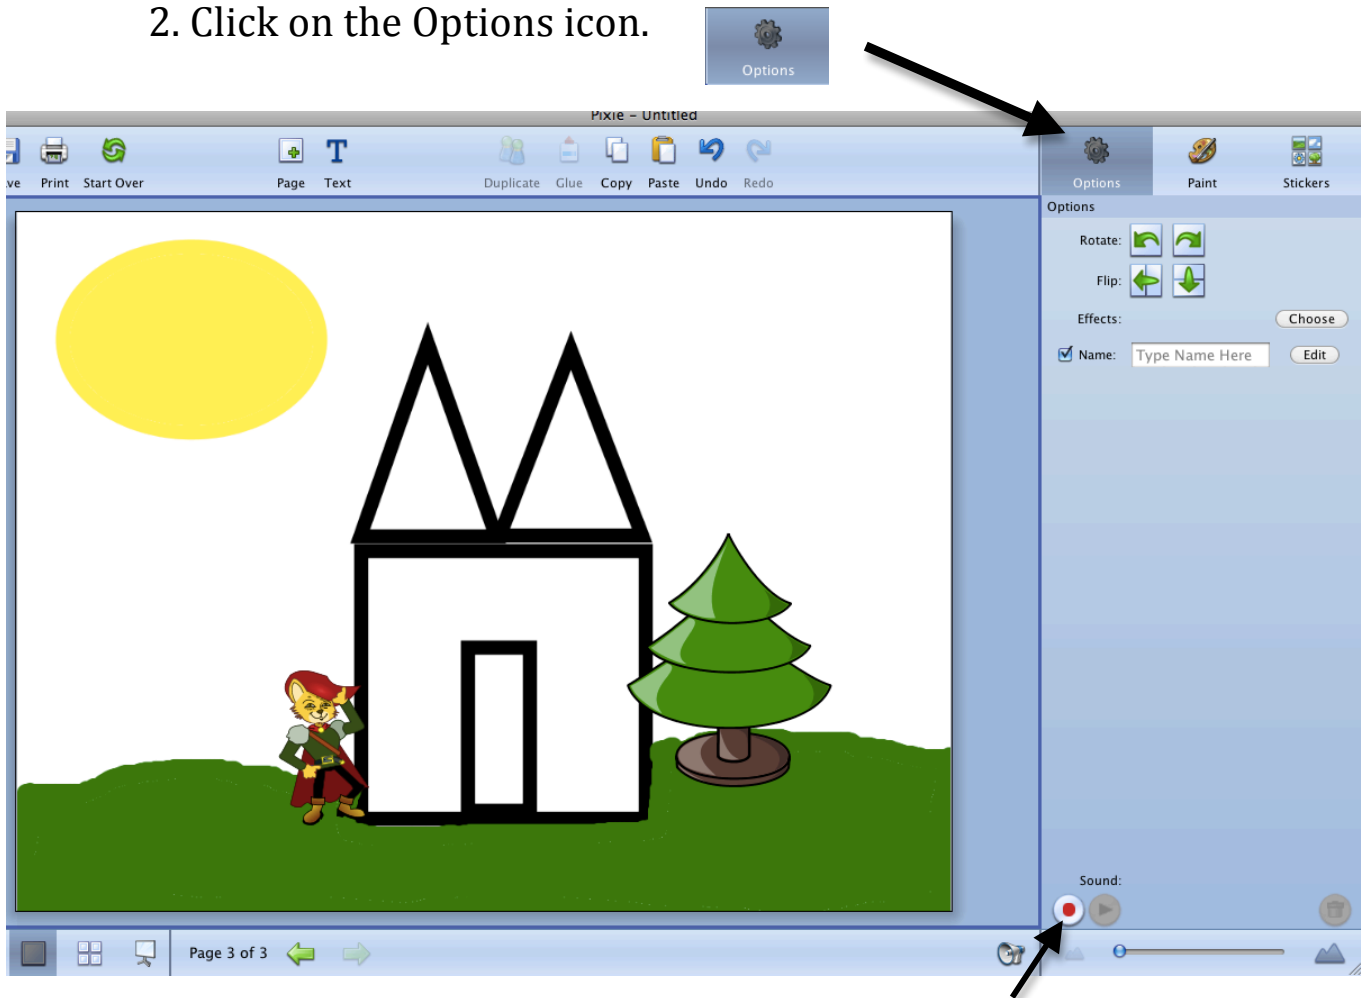 2. Click on the Options icon.
Options
Pixie – Untitled
ve Print Start Over Page Text Duplicate Glue Copy Paste Undo Redo Options Paint Stickers
Options
Rotate:
Flip:
Effects: Choose
Name: Type Name Here Edit
Sound:
Page 3 of 3